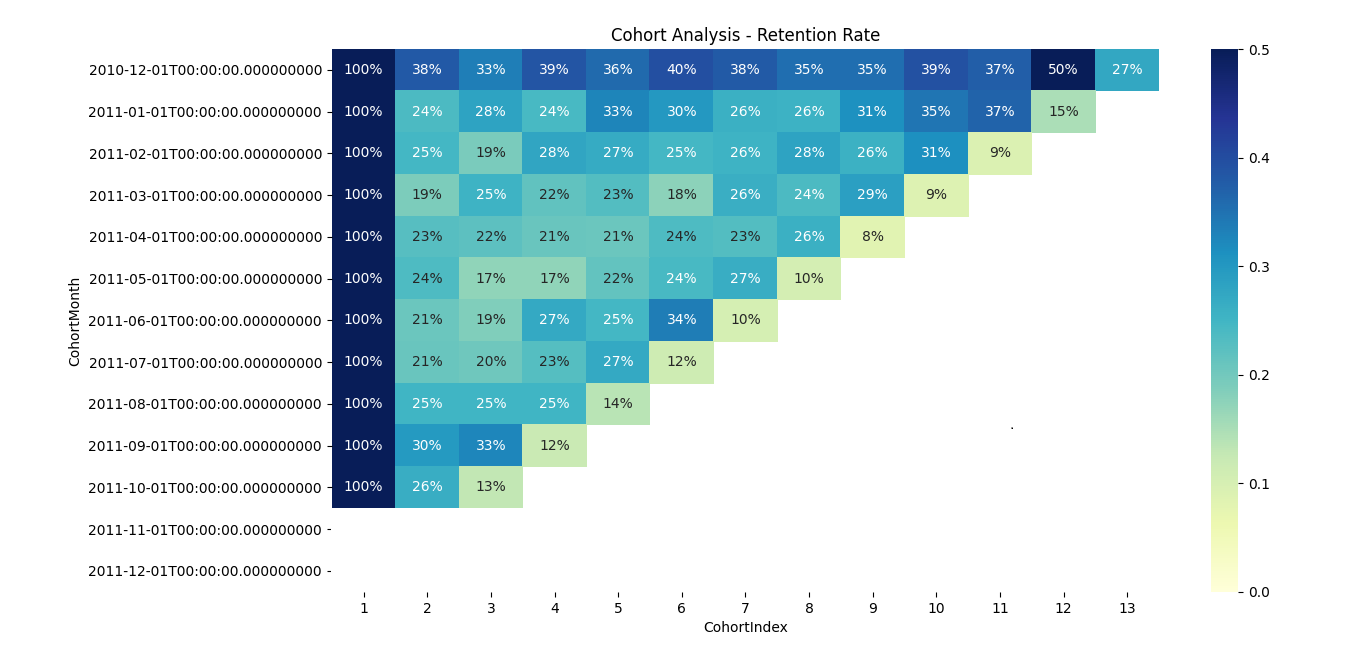 Cohort Analysis - Retention Rate
2010-12-01T00:00:00.000000000 100% 38% 33% 39% 36% 40% 38% 35% 35% 39% 37% 50% 27%
2011-01-01T00:00:00.000000000 100% 24% 28% 24% 33% 30% 26% 26% 31% 35% 37% 15%
2011-02-01T00:00:00.000000000 100% 25% 19% 28% 27% 25% 26% 28% 26% 31% 9%
2011-03-01T00:00:00.000000000 100% 19% 25% 22% 23% 18% 26% 24% 29% 9%
2011-04-01T00:00:00.000000000 100% 23% 22% 21% 21% 24% 23% 26% 8%
2011-05-01T00:00:00.000000000 100% 24% 17% 17% 22% 24% 27% 10%
2011-06-01T00:00:00.000000000 100% 21% 19% 27% 25% 34% 10%
2011-07-01T00:00:00.000000000 100% 21% 20% 23% 27% 12%
2011-08-01T00:00:00.000000000 100% 25% 25% 25% 14%
2011-09-01T00:00:00.000000000 100% 30% 33% 12%
2011-10-01T00:00:00.000000000 100% 26% 13%
2011-11-01T00:00:00.000000000
2011-12-01T00:00:00.000000000
CohortMonth
1 2 3 4 5 6 7 8 9 10 11 12 13
CohortIndex
0.5
0.4
0.3
0.2
0.1
0.0